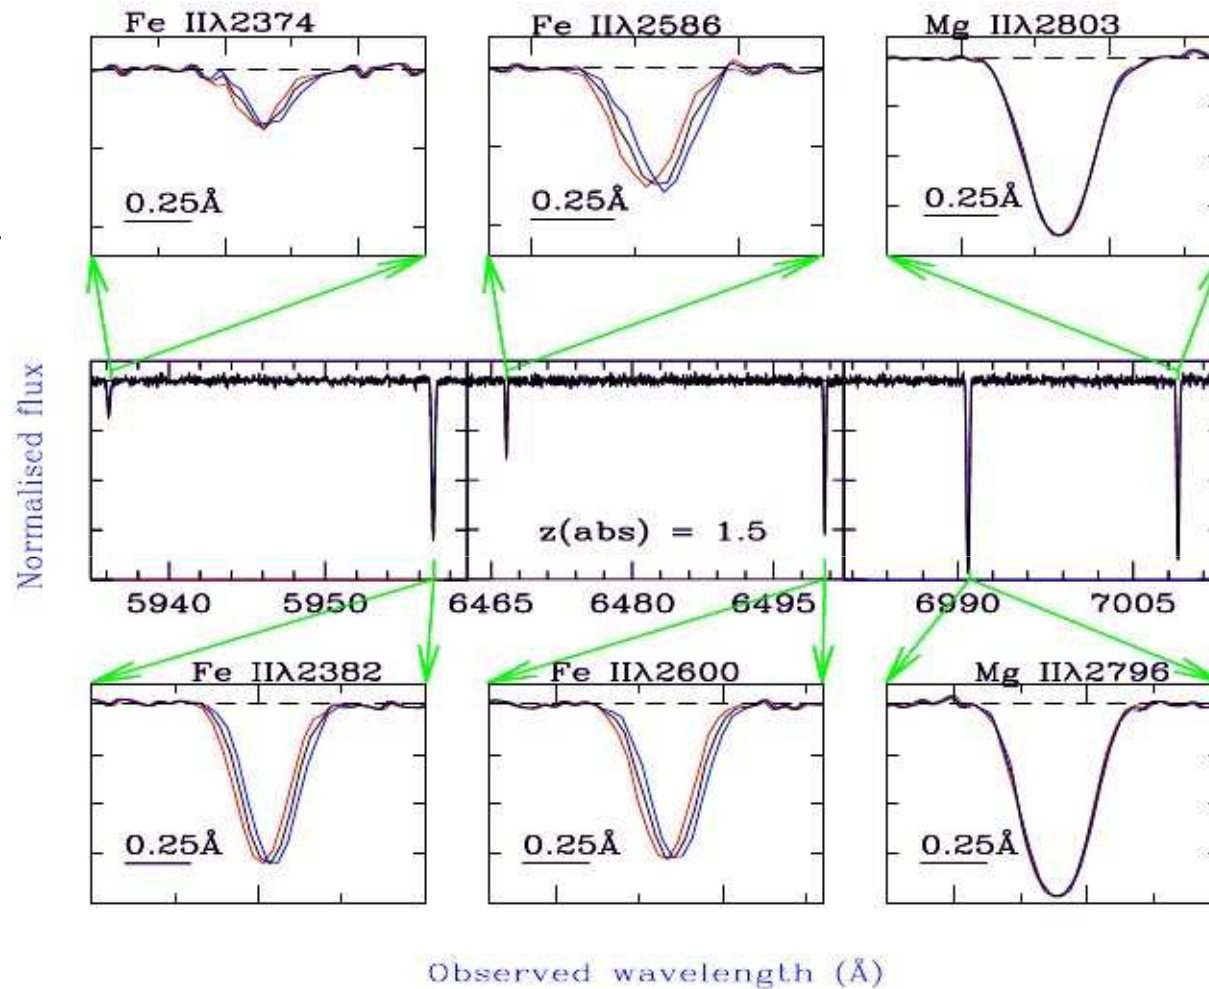 Fe IIλ2374
Fe IIλ2586
Mg IIλ2803
0.25Å
0.25Å
0.25Å
Normalised flux
z(abs) = 1.5
5940
5950
6465
6480
6495
6990
7005
Fe IIλ2382
Fe IIλ2600
Mg IIλ2796
0.25Å
0.25Å
0.25Å
Observed wavelength (Å)